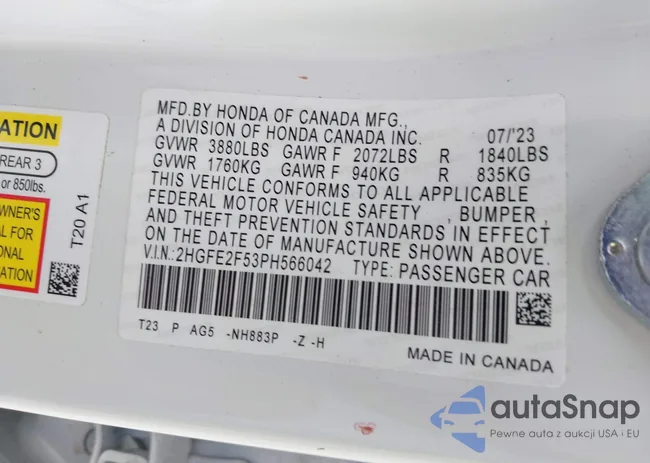 ATION
REAR 3
or 850lbs.
WNER'S
AL FOR
ONAL
MATION
T20 A1
MFD.BY HONDA OF CANADA MFG.,
A DIVISION OF HONDA CANADA INC. 07/'23
GVWR 3880LBS GAWR F 2072LBS R 1840LBS
GVWR 1760KG GAWR F 940KG R 835KG
THIS VEHICLE CONFORMS TO ALL APPLICABLE
FEDERAL MOTOR VEHICLE SAFETY , BUMPER,
AND THEFT PREVENTION STANDARDS IN EFFECT
ON THE DATE OF MANUFACTURE SHOWN ABOVE.
V.I.N.:2HGFE2F53PH566042 TYPE: PASSENGER CAR
T23 P AG5 -NH883P -Z -H
MADE IN CANADA
autoSnap
Pewne auta z aukcji USA i EU